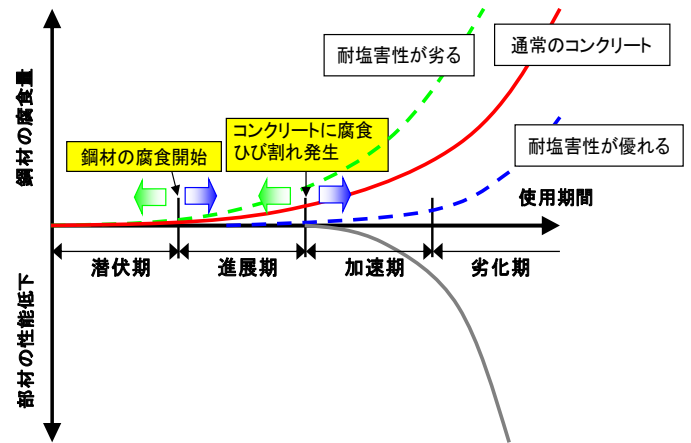 耐塩害性が劣る
通常のコンクリート
鋼材の腐食量
コンクリートに腐食
ひび割れ発生
鋼材の腐食開始
耐塩害性が優れる
使用期間
潜伏期
進展期
加速期
劣化期
部材の性能低下